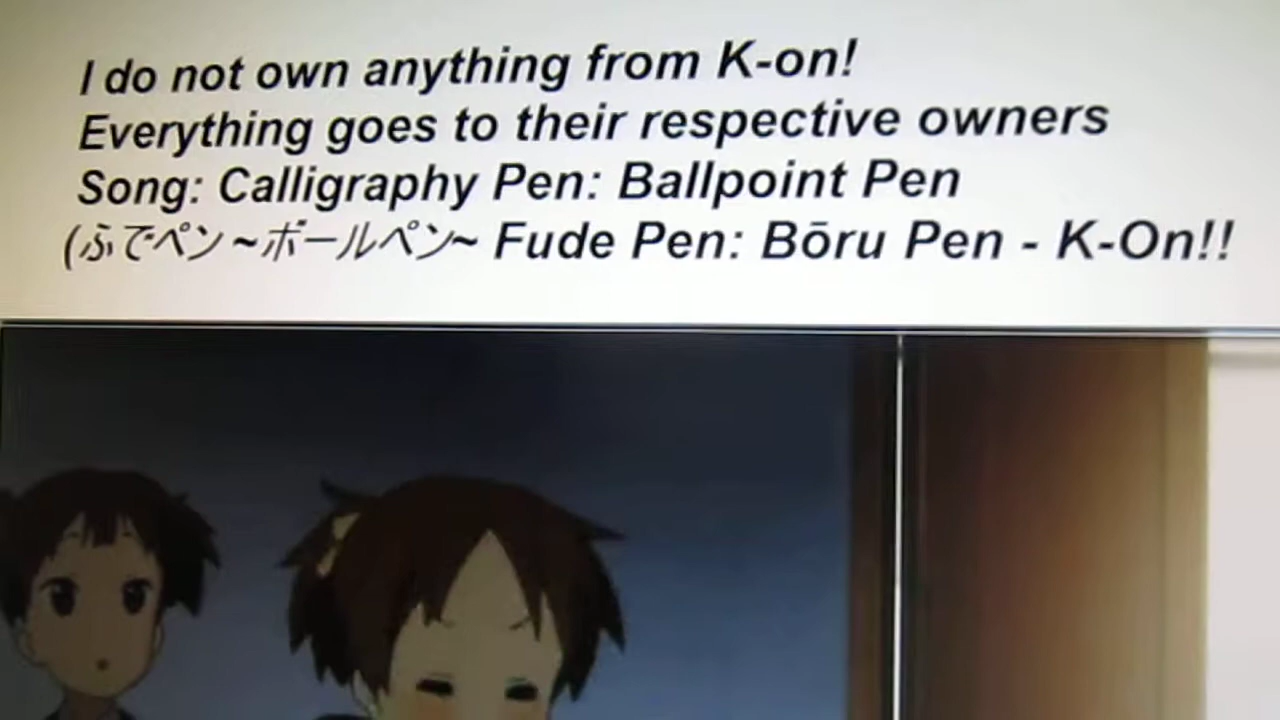 I do not own anything from K-on!
Everything goes to their respective owners
Song: Calligraphy Pen: Ballpoint Pen
(ふでペン ~ボールペン~ Fude Pen: Bōru Pen - K-On!!